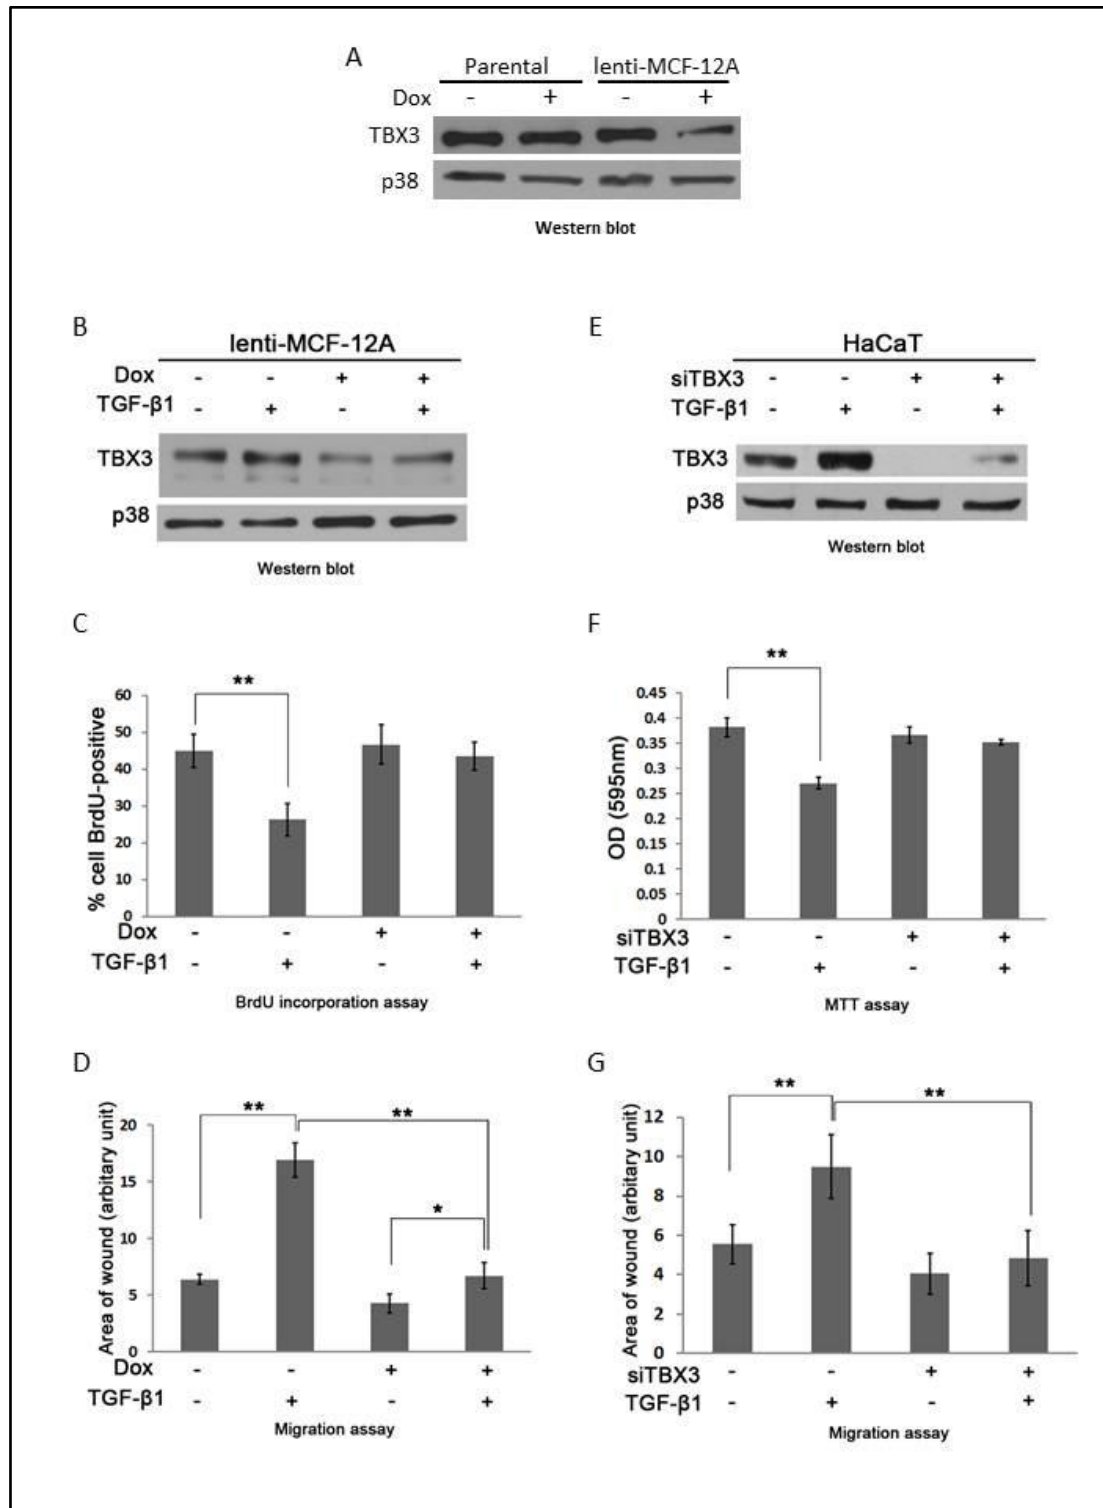 A
Parental lenti-MCF-12A
Dox - + - +
TBX3
p38
Western blot
B
lenti-MCF-12A
Dox - - + +
TGF-β1 - + - +
TBX3
p38
Western blot
E
HaCaT
siTBX3 - - + +
TGF-β1 - + - +
TBX3
p38
Western blot
C
% cell BrdU-positive
60
50
40
30
20
10
0
**
Dox - - + +
TGF-β1 - + - +
BrdU incorporation assay
F
OD (595nm)
0.45
0.4
0.35
0.3
0.25
0.2
0.15
0.1
0.05
0
**
siTBX3 - - + +
TGF-β1 - + - +
MTT assay
D
Area of wound (arbitary unit)
20
15
10
5
0
**
**
*
Dox - - + +
TGF-β1 - + - +
Migration assay
G
Area of wound (arbitary unit)
12
10
8
6
4
2
0
**
**
siTBX3 - - + +
TGF-β1 - + - +
Migration assay